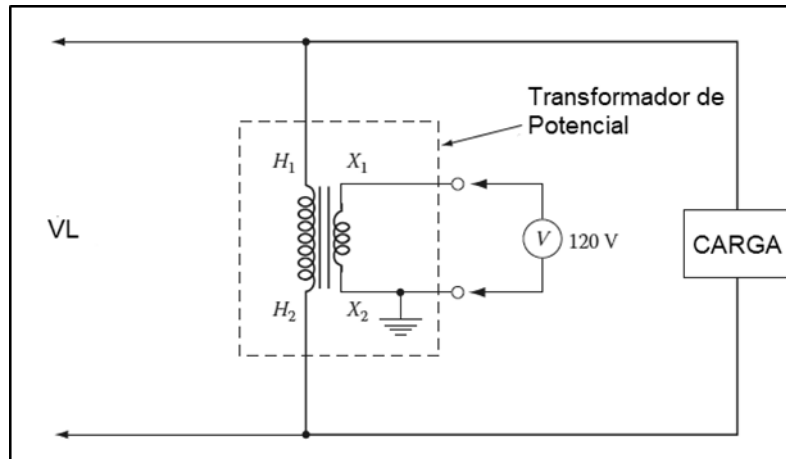 Transformador de
Potencial
H₁
X₁
VL
V
120 V
CARGA
H₂
X₂